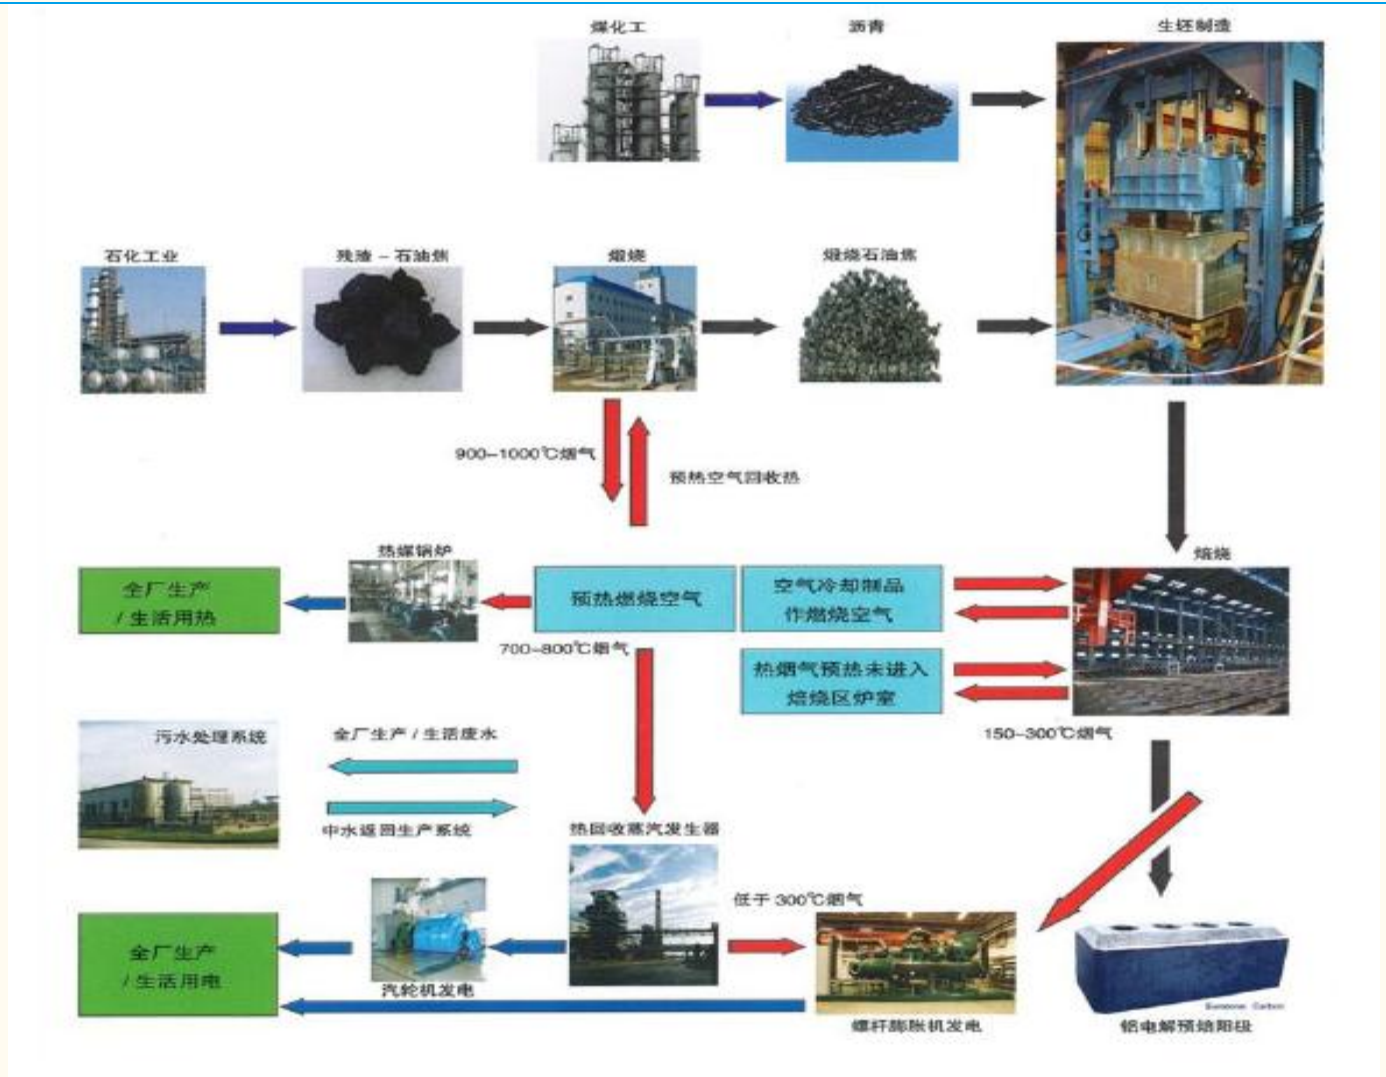 煤化工
沥青
生坯制造
石化工业
残渣－石油焦
煅烧
煅烧石油焦
900-1000℃烟气
预热空气回收热
热媒锅炉
焙烧
全厂生产
/生活用热
预热燃烧空气
空气冷却制品
作燃烧空气
700-800℃烟气
热烟气预热未进入
焙烧区炉室
150-300℃烟气
污水处理系统
全厂生产/生活废水
中水返回生产系统
热回收蒸汽发生器
低于300℃烟气
全厂生产
/生活用电
汽轮机发电
螺杆膨胀机发电
Sunstone Carbon
铝电解预焙阳极